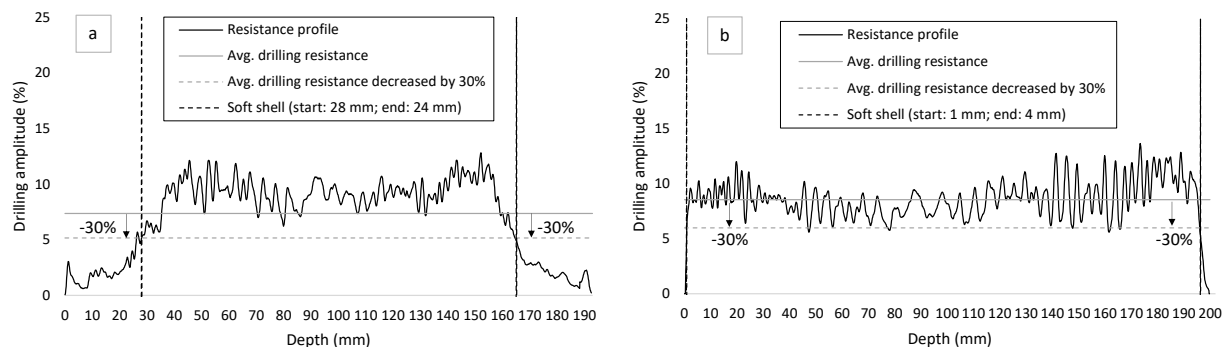 a
Resistance profile
Avg. drilling resistance
Avg. drilling resistance decreased by 30%
Soft shell (start: 28 mm; end: 24 mm)
25
20
15
10
5
0
Drilling amplitude (%)
-30%
-30%
0 10 20 30 40 50 60 70 80 90 100 110 120 130 140 150 160 170 180 190
Depth (mm)
b
Resistance profile
Avg. drilling resistance
Avg. drilling resistance decreased by 30%
Soft shell (start: 1 mm; end: 4 mm)
25
20
15
10
5
0
Drilling amplitude (%)
-30%
-30%
0 10 20 30 40 50 60 70 80 90 100 110 120 130 140 150 160 170 180 190 200
Depth (mm)